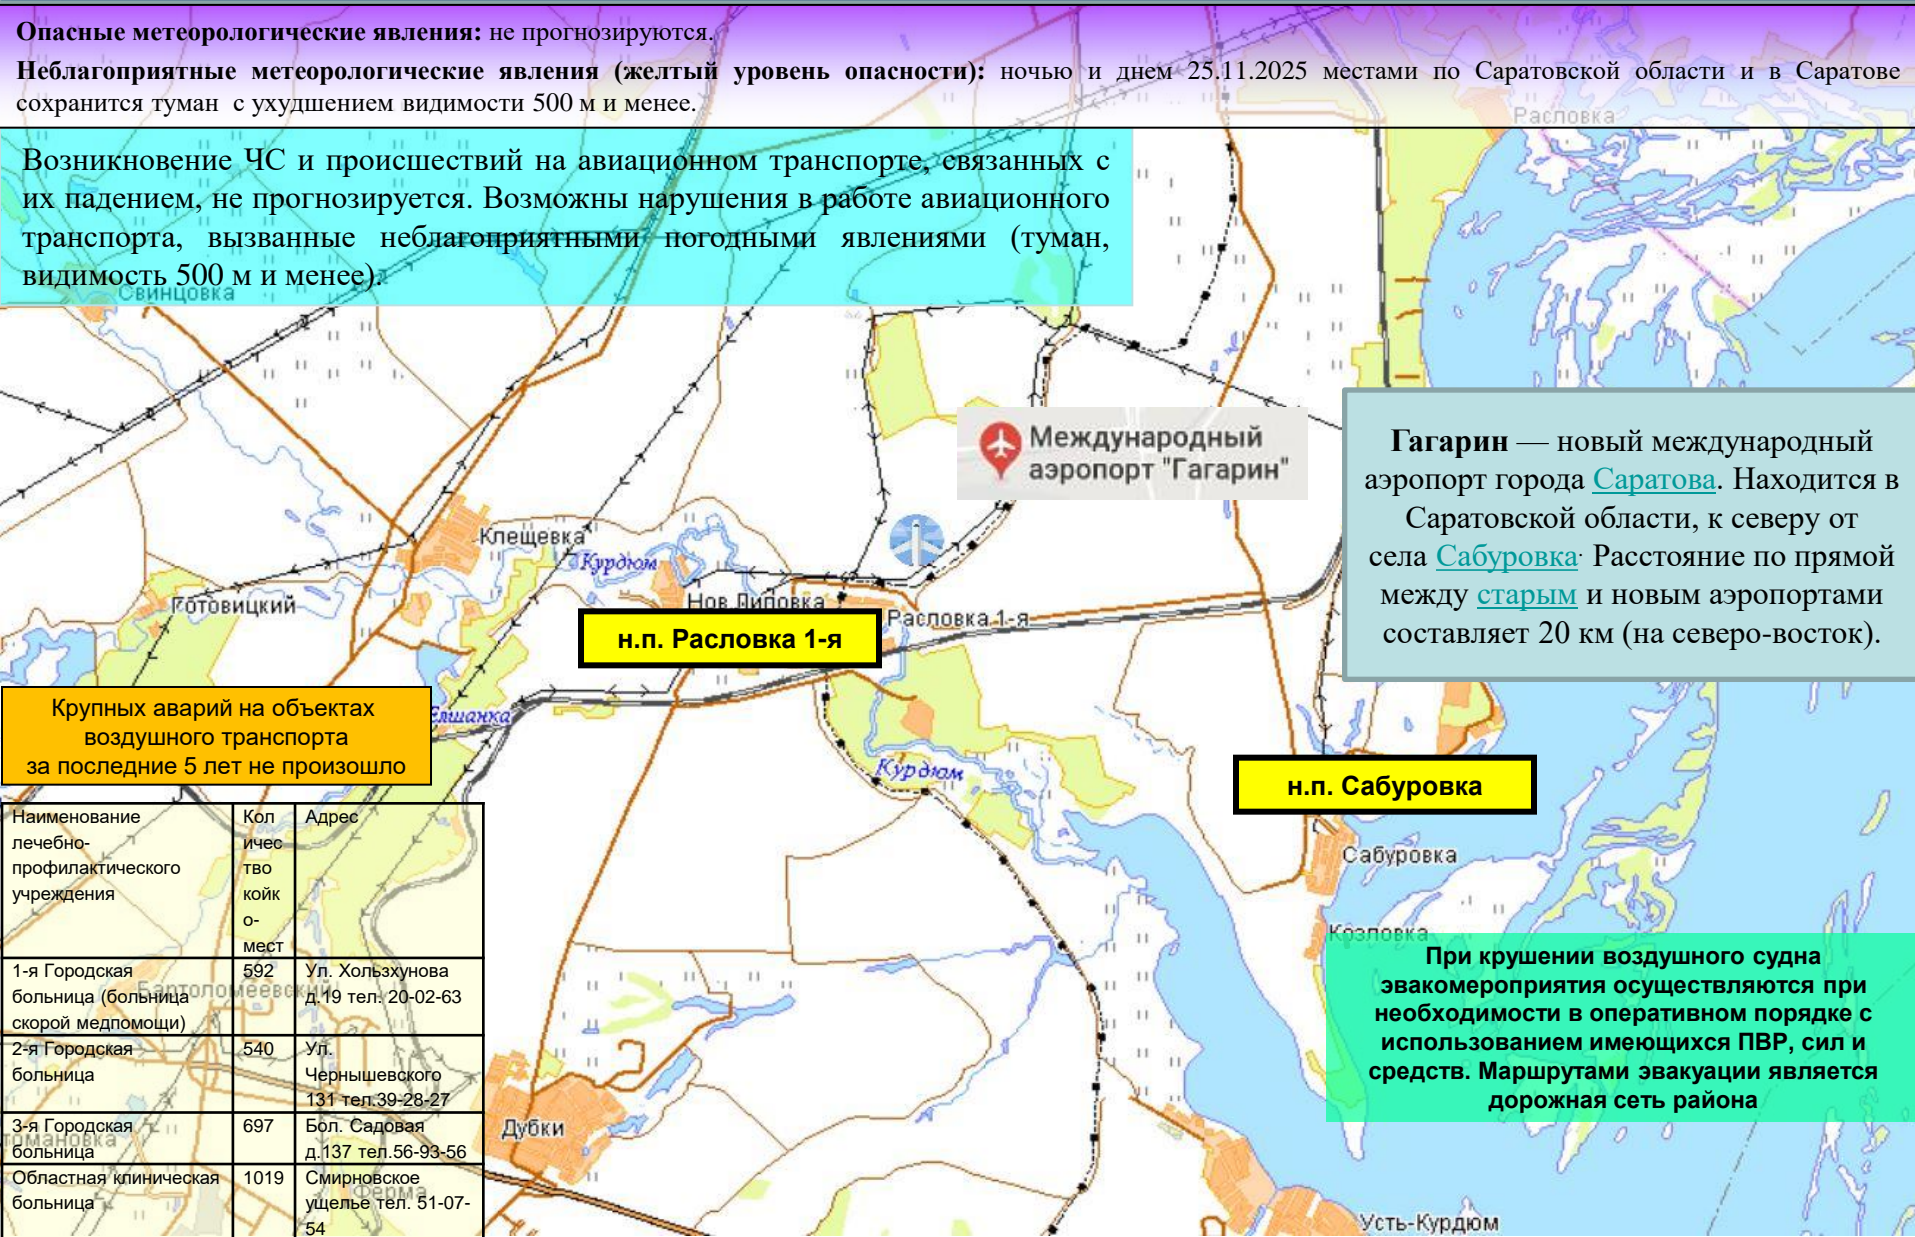 Опасные метеорологические явления: не прогнозируются.
Неблагоприятные метеорологические явления (желтый уровень опасности): ночью и днем 25.11.2025 местами по Саратовской области и в Саратове
сохранится туман с ухудшением видимости 500 м и менее.
Расловка
Возникновение ЧС и происшествий на авиационном транспорте, связанных с
их падением, не прогнозируется. Возможны нарушения в работе авиационного
транспорта, вызванные неблагоприятными погодными явлениями (туман,
видимость 500 м и менее).
Свинцовка
Международный
аэропорт "Гагарин"
Гагарин — новый международный
аэропорт города Саратова. Находится в
Саратовской области, к северу от
села Сабуровка. Расстояние по прямой
между старым и новым аэропортами
составляет 20 км (на северо-восток).
Клещевка
Курдюм
Готовицкий
Нов.Липовка
Расловка 1-я
н.п. Расловка 1-я
Елшанка
Крупных аварий на объектах
воздушного транспорта
за последние 5 лет не произошло
Курдюм
н.п. Сабуровка
Сабуровка
Козловка
Наименование
лечебно-
профилактического
учреждения
Кол
ичес
тво
койк
о-
мест
Адрес
1-я Городская
больница (больница
скорой медпомощи)
592
Ул. Хользхунова
д.19 тел. 20-02-63
Бартоломеевский
2-я Городская
больница
540
Ул.
Чернышевского
131 тел.39-28-27
3-я Городская
больница
697
Бол. Садовая
д.137 тел.56-93-56
Областная клиническая
больница
1019
Смирновское
ущелье тел. 51-07-
54
Ферма
Дубки
При крушении воздушного судна
эвакомероприятия осуществляются при
необходимости в оперативном порядке с
использованием имеющихся ПВР, сил и
средств. Маршрутами эвакуации является
дорожная сеть района
Усть-Курдюм